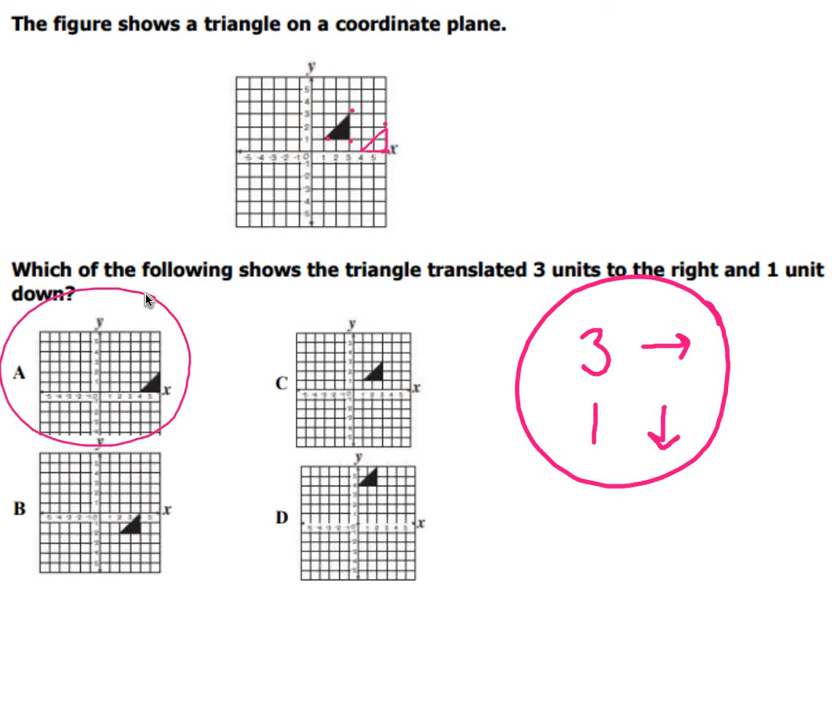 The figure shows a triangle on a coordinate plane.
y
x
Which of the following shows the triangle translated 3 units to the right and 1 unit
down?
y
A
x
y
C
x
3 →
1 ↓
y
B
x
y
D
x